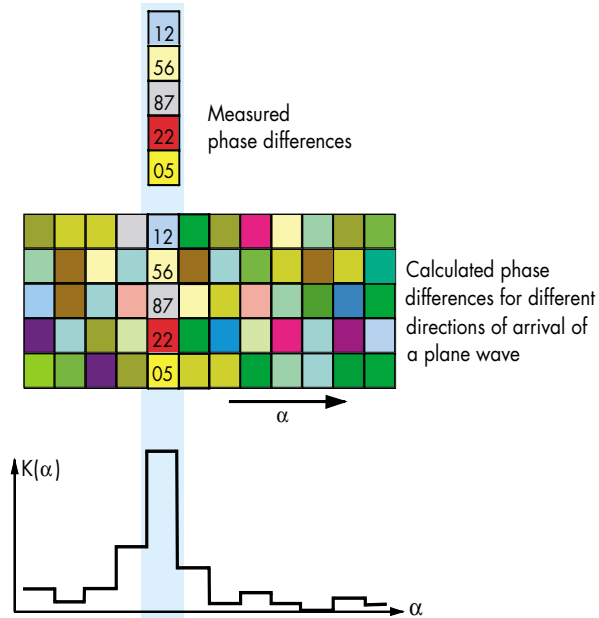 12
56
87
22
05
Measured
phase differences
12
56
87
22
05
Calculated phase
differences for different
directions of arrival of
a plane wave
α
K(α)
α